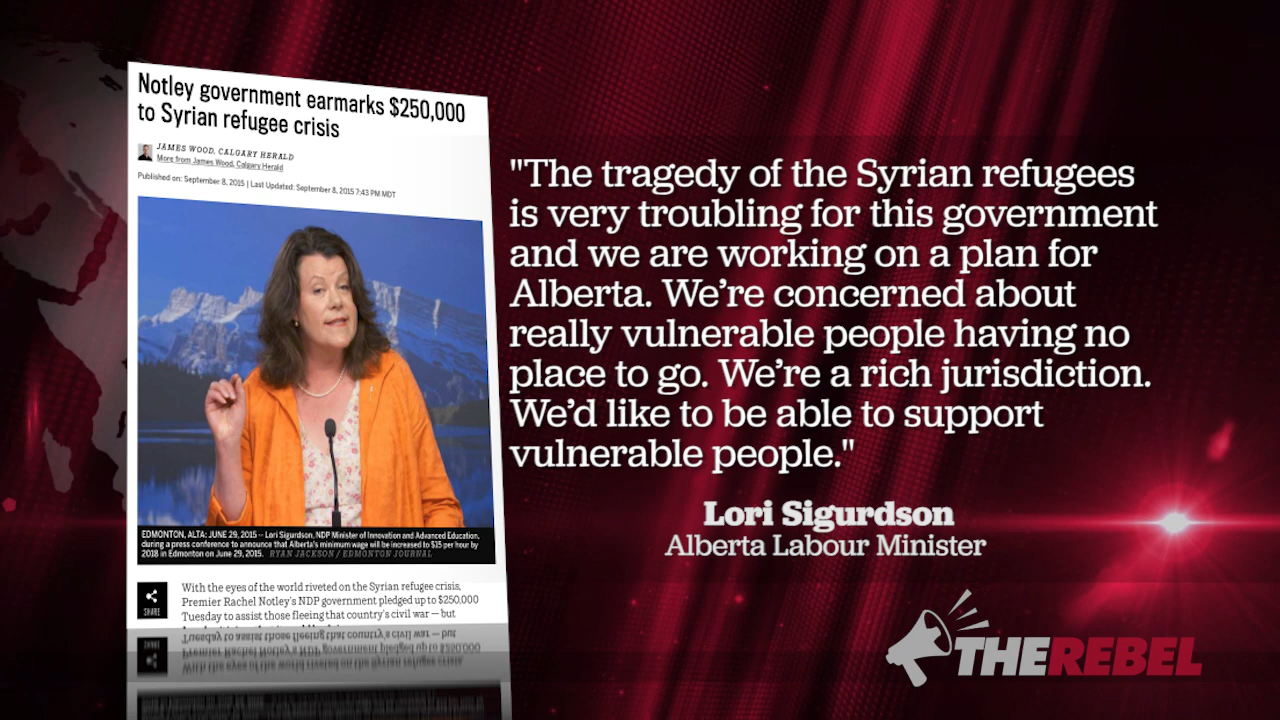 Notley government earmarks $250,000
to Syrian refugee crisis
JAMES WOOD, CALGARY HERALD
More from James Wood, Calgary Herald
Published on: September 8, 2015 | Last Updated: September 8, 2015 7:43 PM MDT
EDMONTON, ALTA: JUNE 29, 2015 -- Lori Sigurdson, NDP Minister of Innovation and Advanced Education,
during a press conference to announce that Alberta's minimum wage will be increased to $15 per hour by
2018 in Edmonton on June 29, 2015. RYAN JACKSON / EDMONTON JOURNAL
SHARE
With the eyes of the world riveted on the Syrian refugee crisis,
Premier Rachel Notley's NDP government pledged up to $250,000
Tuesday to assist those fleeing that country's civil war — but
"The tragedy of the Syrian refugees
is very troubling for this government
and we are working on a plan for
Alberta. We're concerned about
really vulnerable people having no
place to go. We're a rich jurisdiction.
We'd like to be able to support
vulnerable people."
Lori Sigurdson
Alberta Labour Minister
THEREBEL